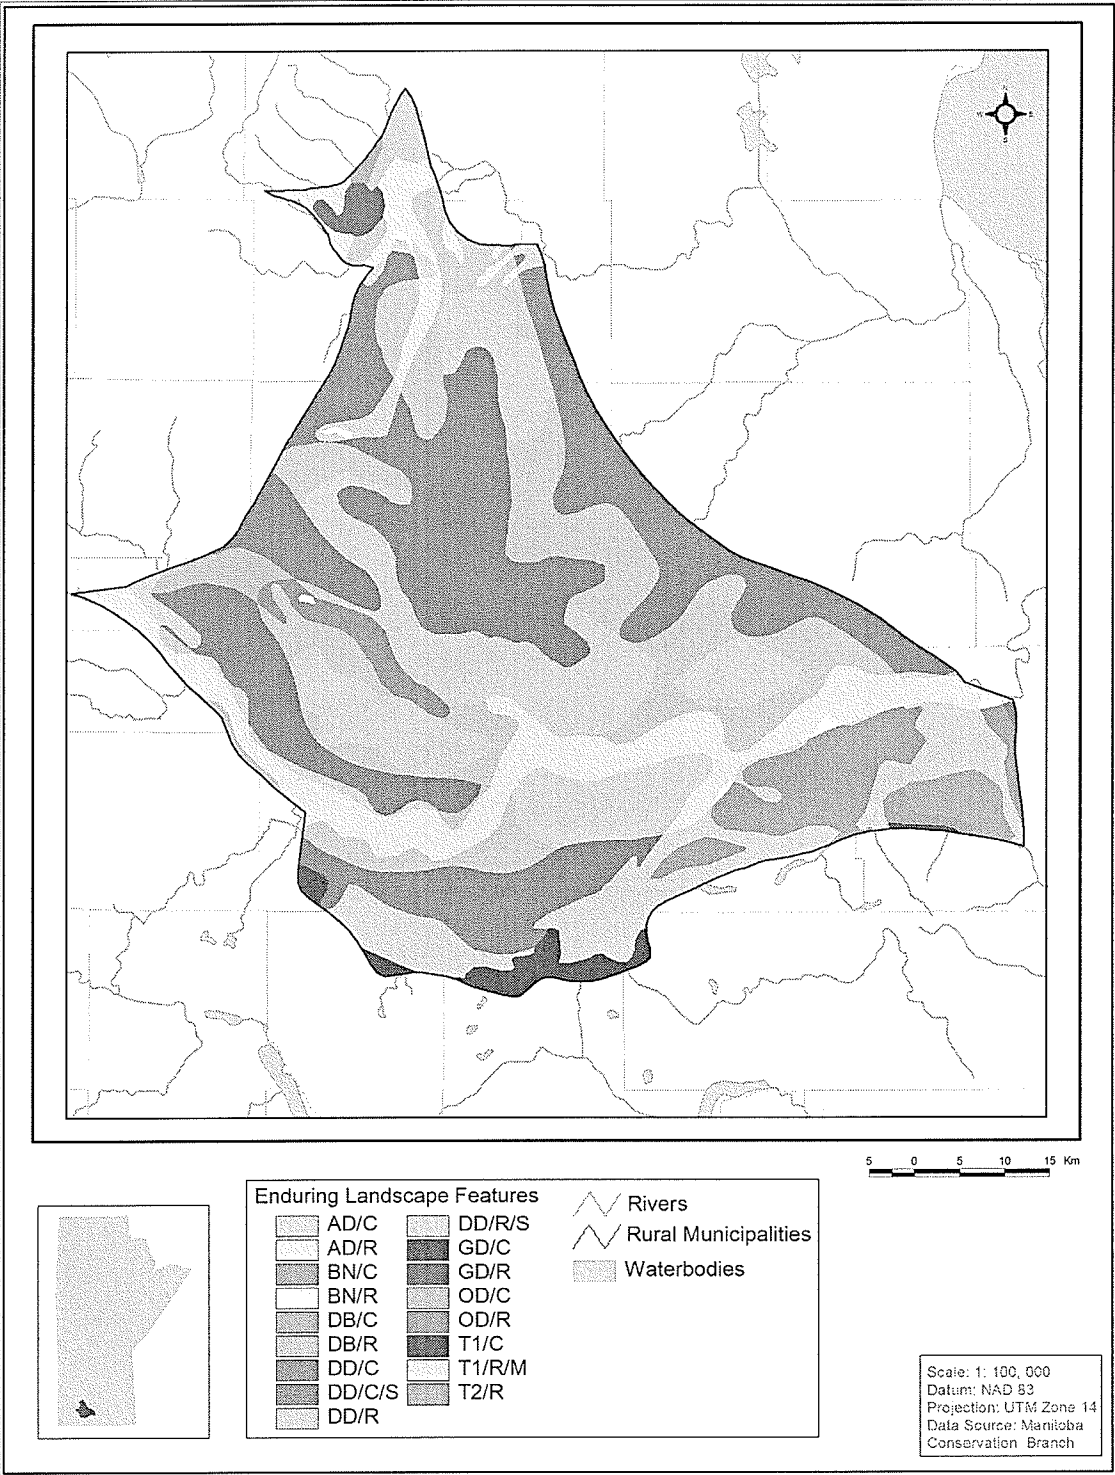 N
W E
S
5 0 5 10 15 Km
Enduring Landscape Features
AD/C
AD/R
BN/C
BN/R
DB/C
DB/R
DD/C
DD/C/S
DD/R
DD/R/S
GD/C
GD/R
OD/C
OD/R
T1/C
T1/R/M
T2/R
Rivers
Rural Municipalities
Waterbodies
Scale: 1: 100, 000
Datum: NAD 83
Projection: UTM Zone 14
Data Source: Manitoba
Conservation Branch